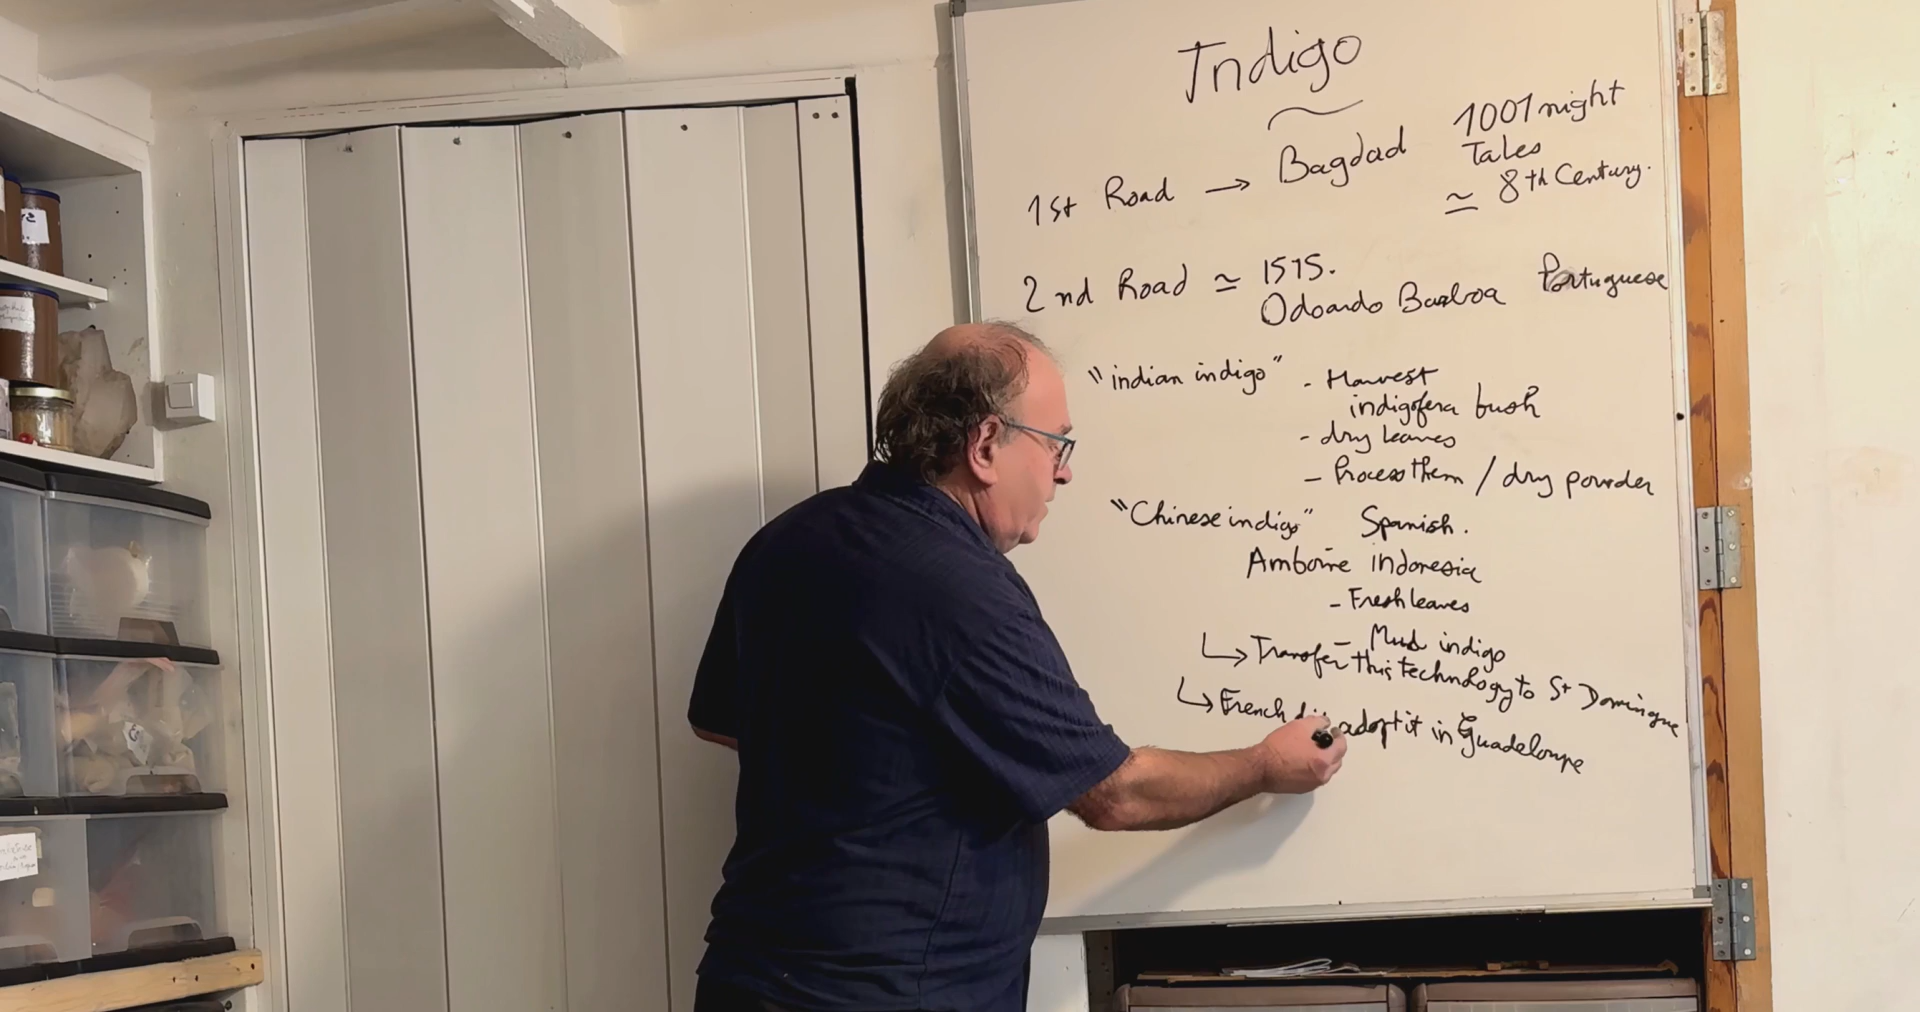 Indigo
1st Road → Bagdad
1001 night
Tales
≃ 8th Century.
2nd Road ≃ 1515.
Odoardo Barboa Portuguese
"indian indigo" - Harvest
indigofera bush
- dry leaves
- Process them / dry powder
"Chinese indigo" Spanish.
Amboine indonesia
- Fresh leaves
- Mud indigo
↳ Transfer this technology to St Domingue
↳ French adopt it in Guadeloupe